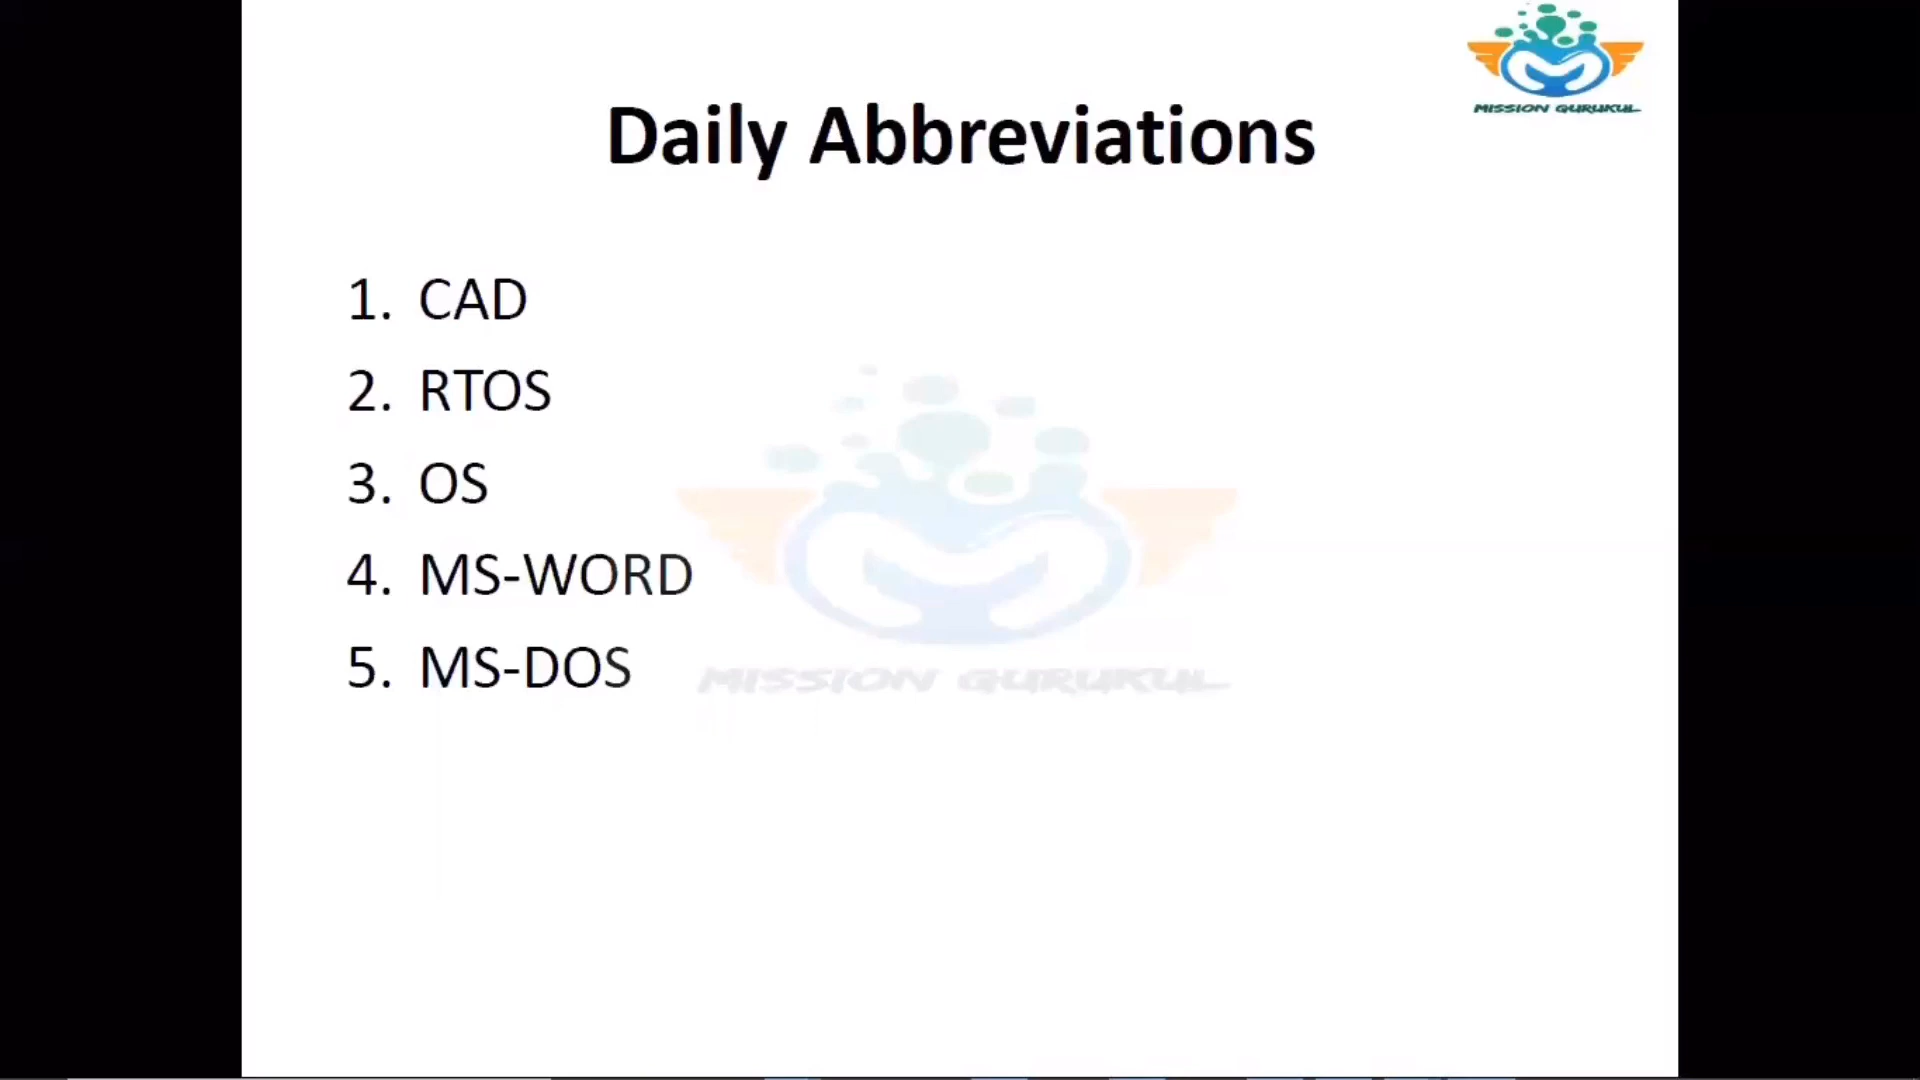 MISSION GURUKUL
Daily Abbreviations
1. CAD
2. RTOS
3. OS
4. MS-WORD
5. MS-DOS
MISSION GURUKUL